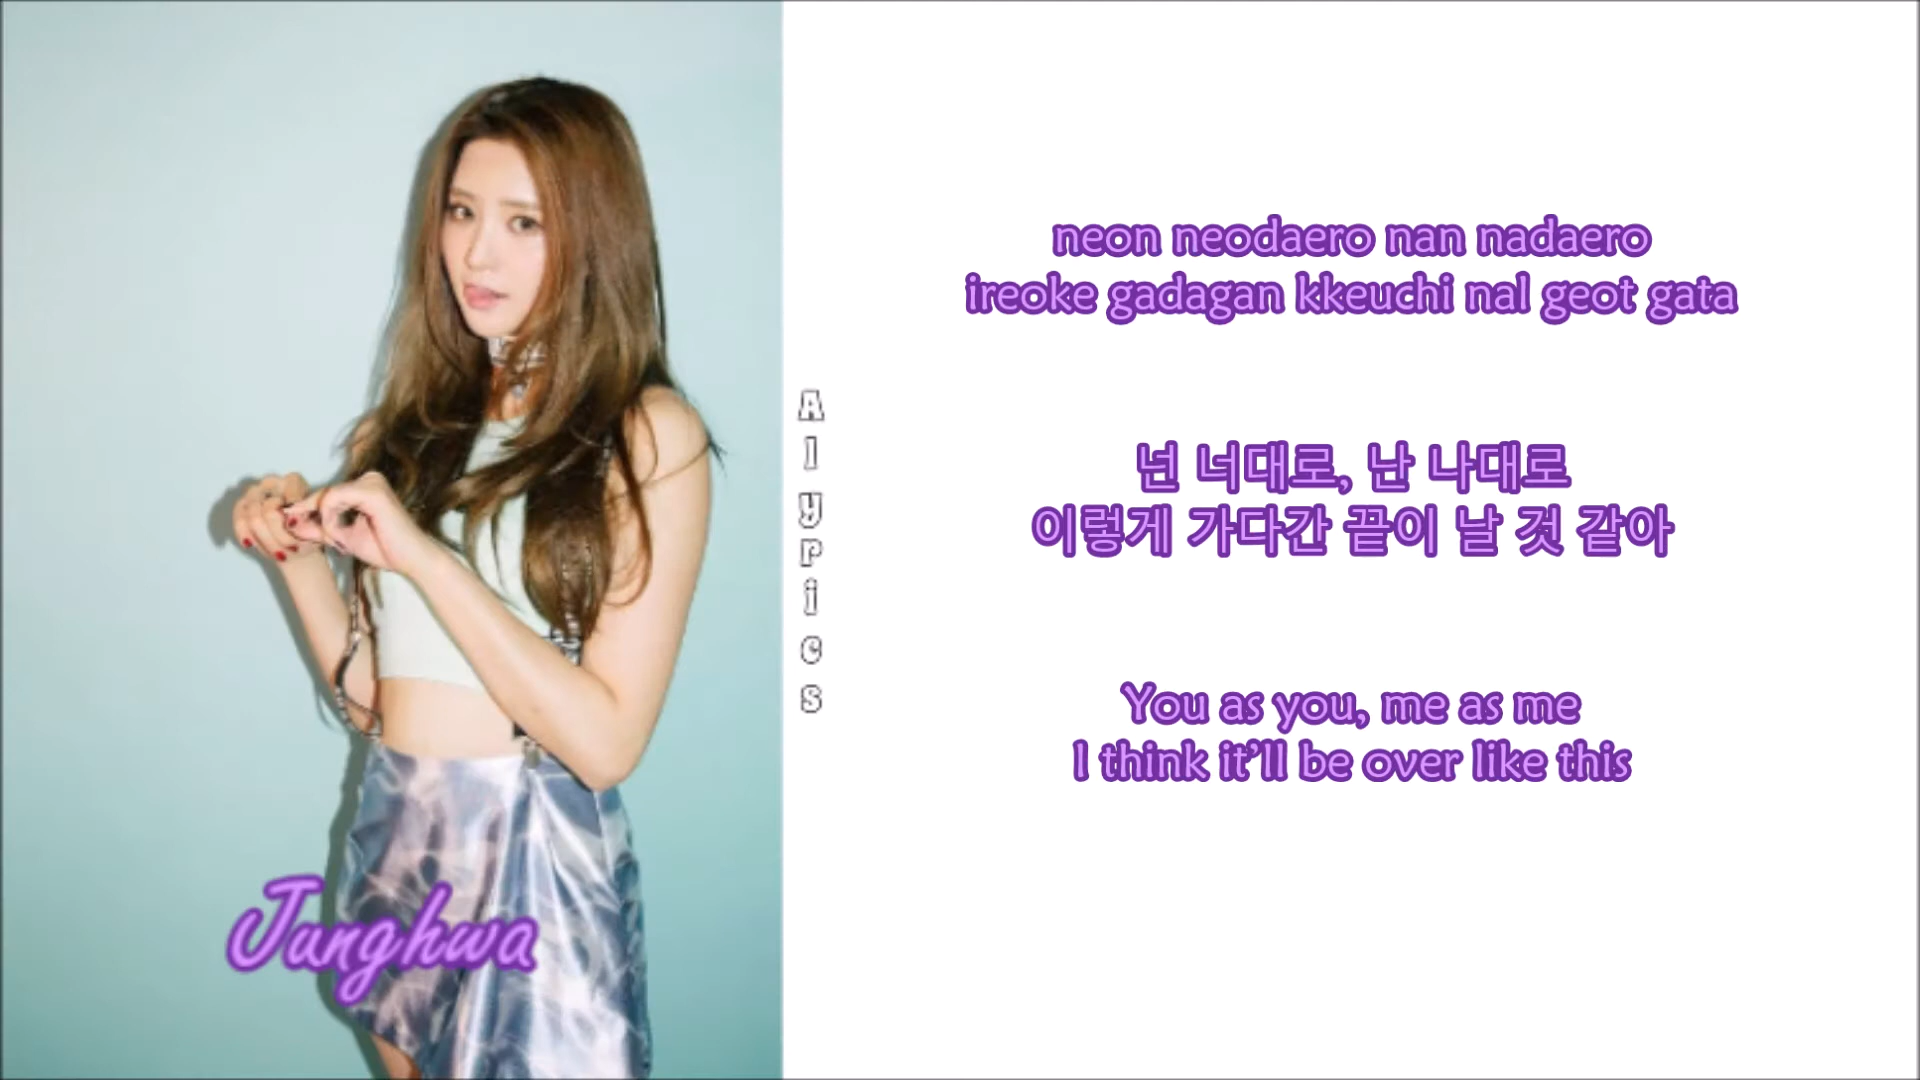 neon neodaero nan nadaero
ireoke gadagan kkeuchi nal geot gata
넌 너대로, 난 나대로
이렇게 가다간 끝이 날 것 같아
You as you, me as me
I think it'll be over like this
Alyrics
Junghwa